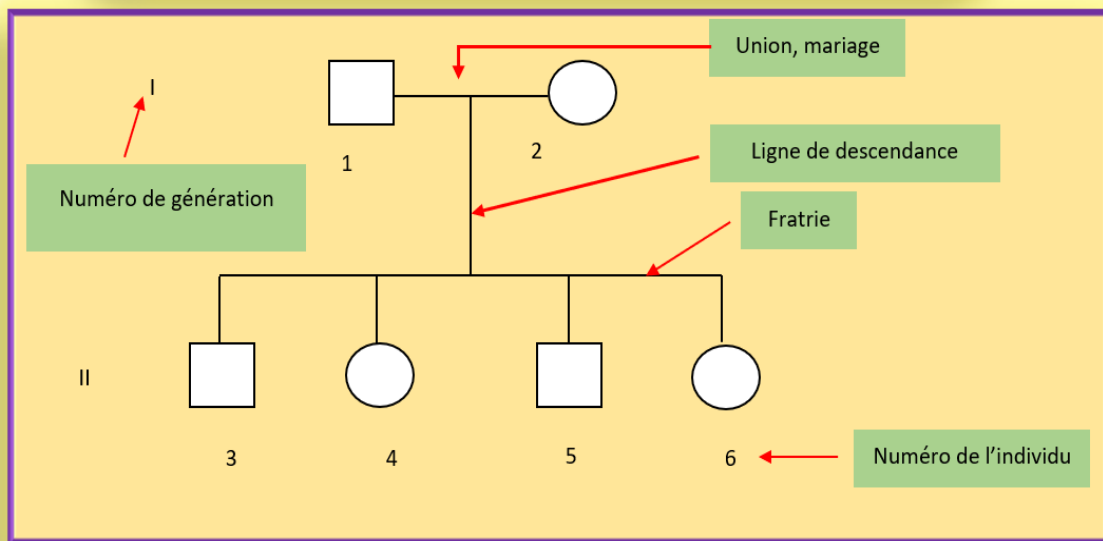 Union, mariage
I
1
2
Ligne de descendance
Numéro de génération
Fratrie
II
3
4
5
6
Numéro de l'individu